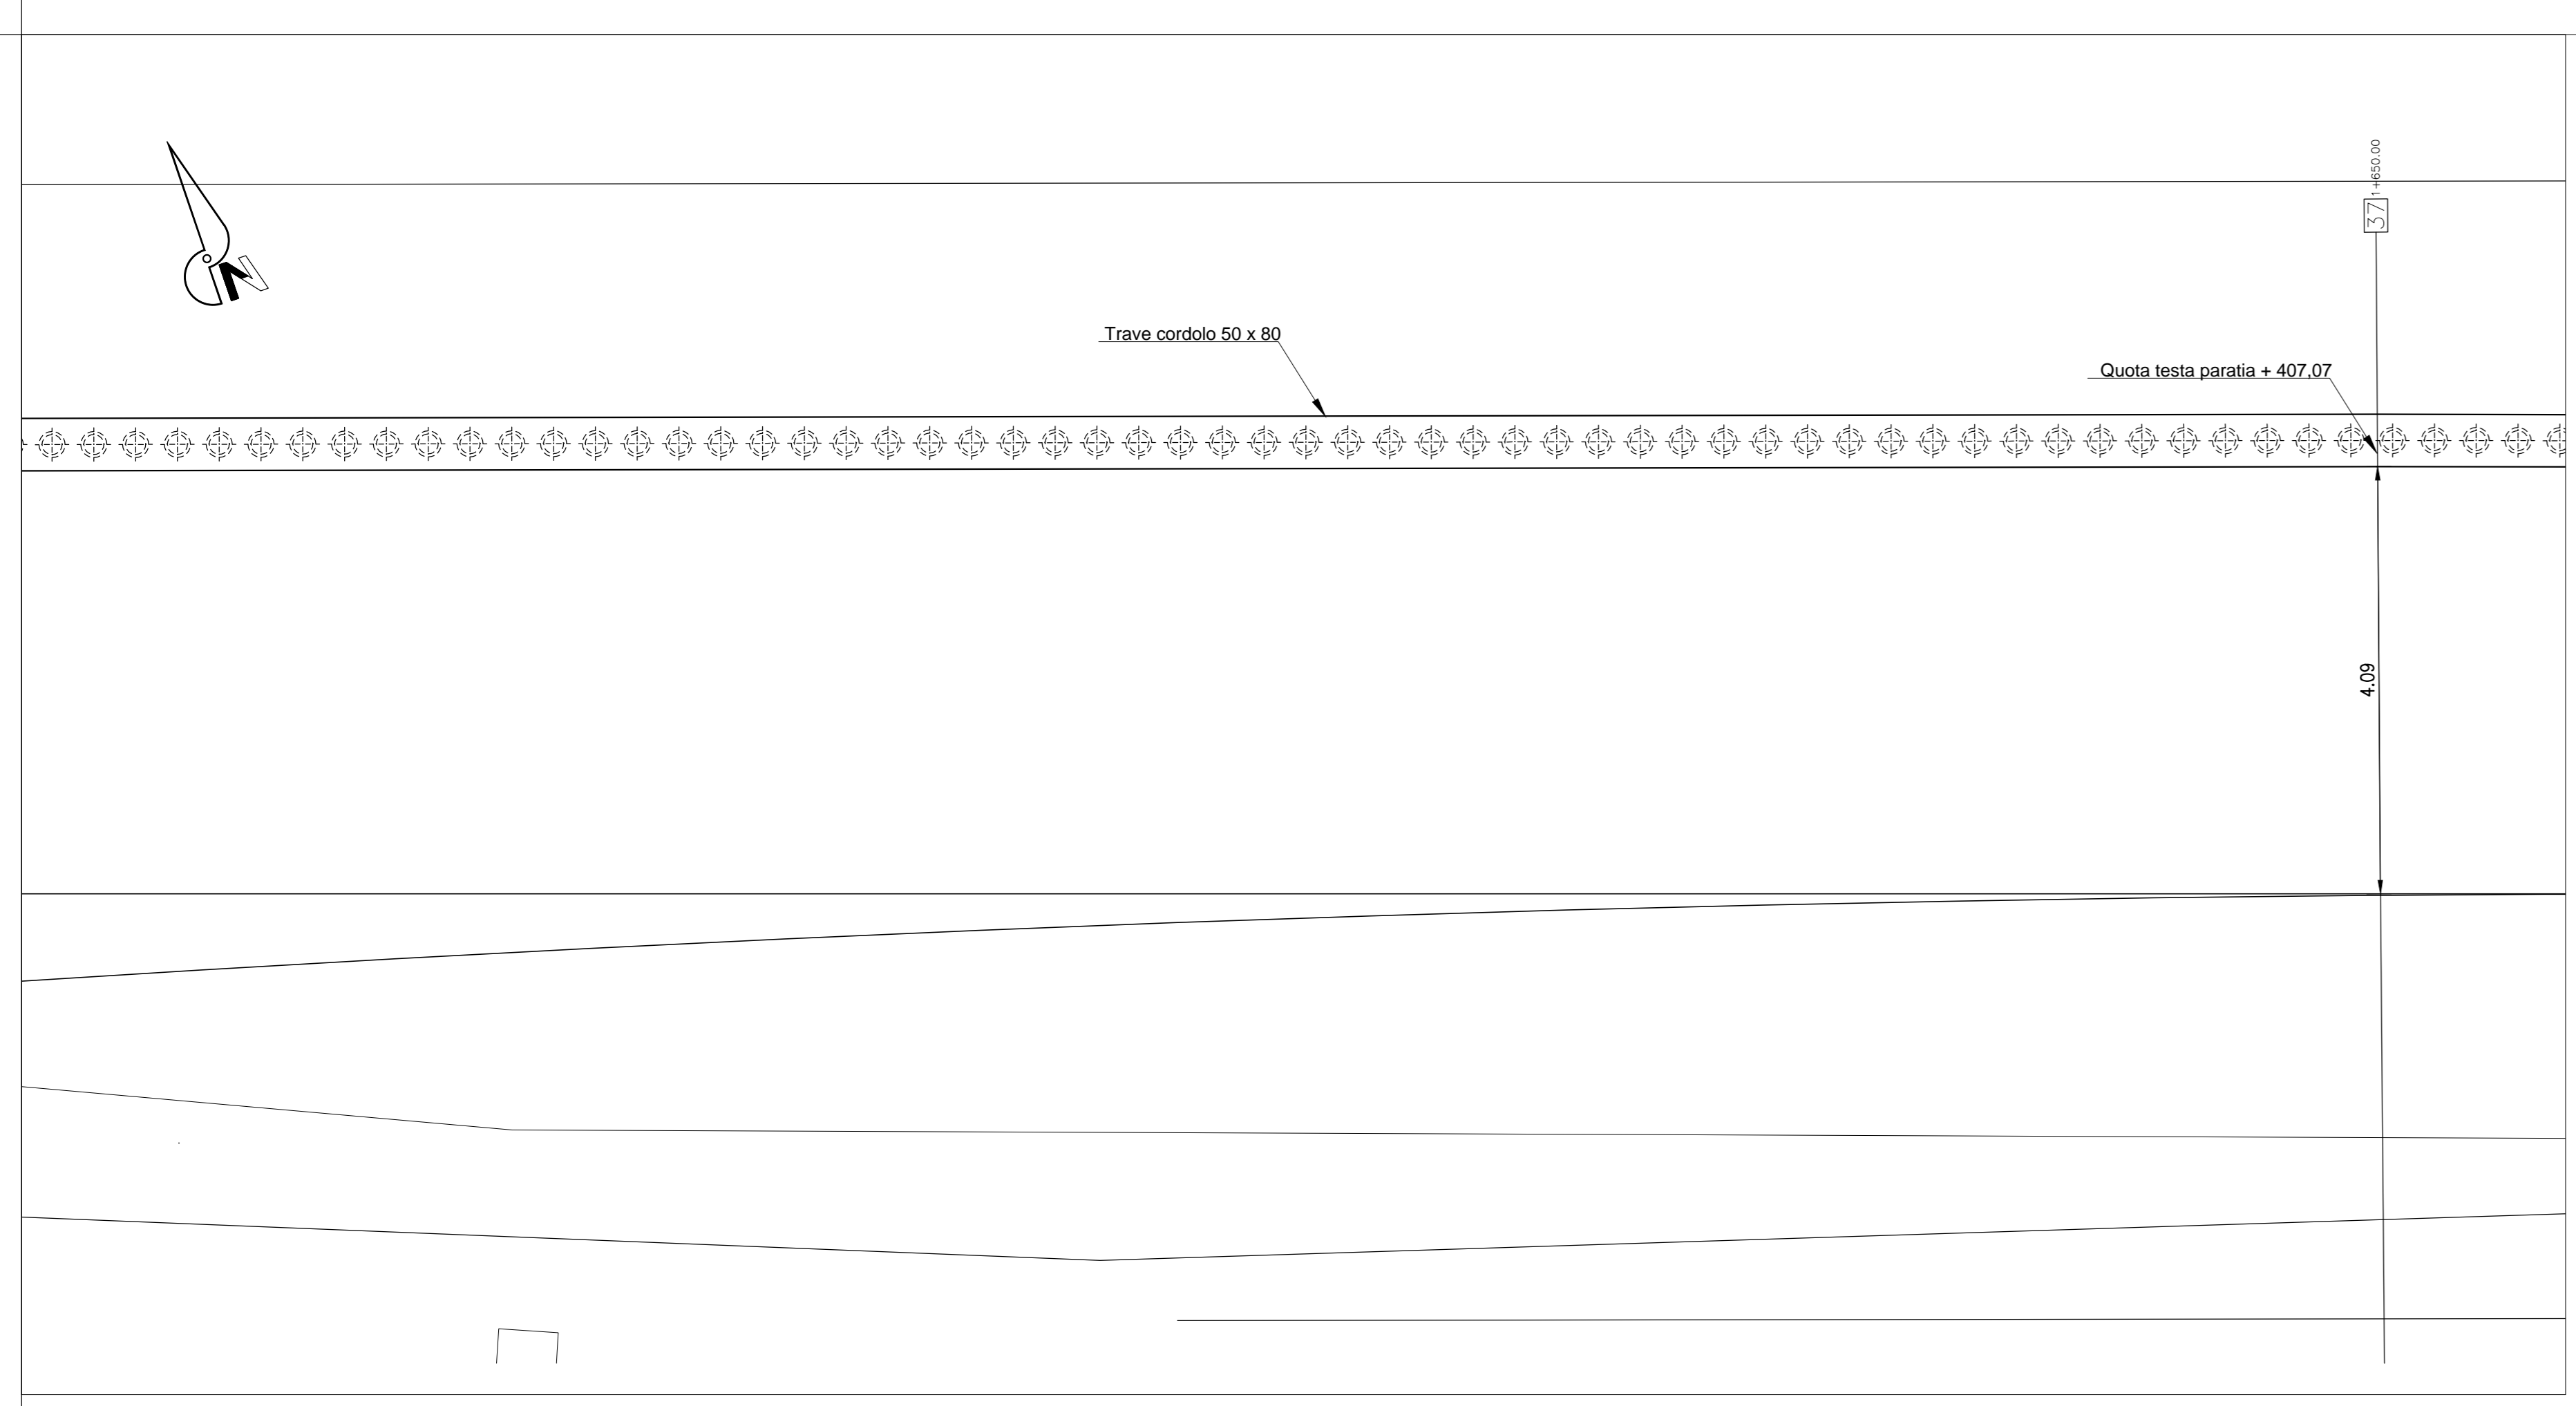 1+650.00
37
N
Trave cordolo 50 x 80
Quota testa paratia + 407,07
4.09